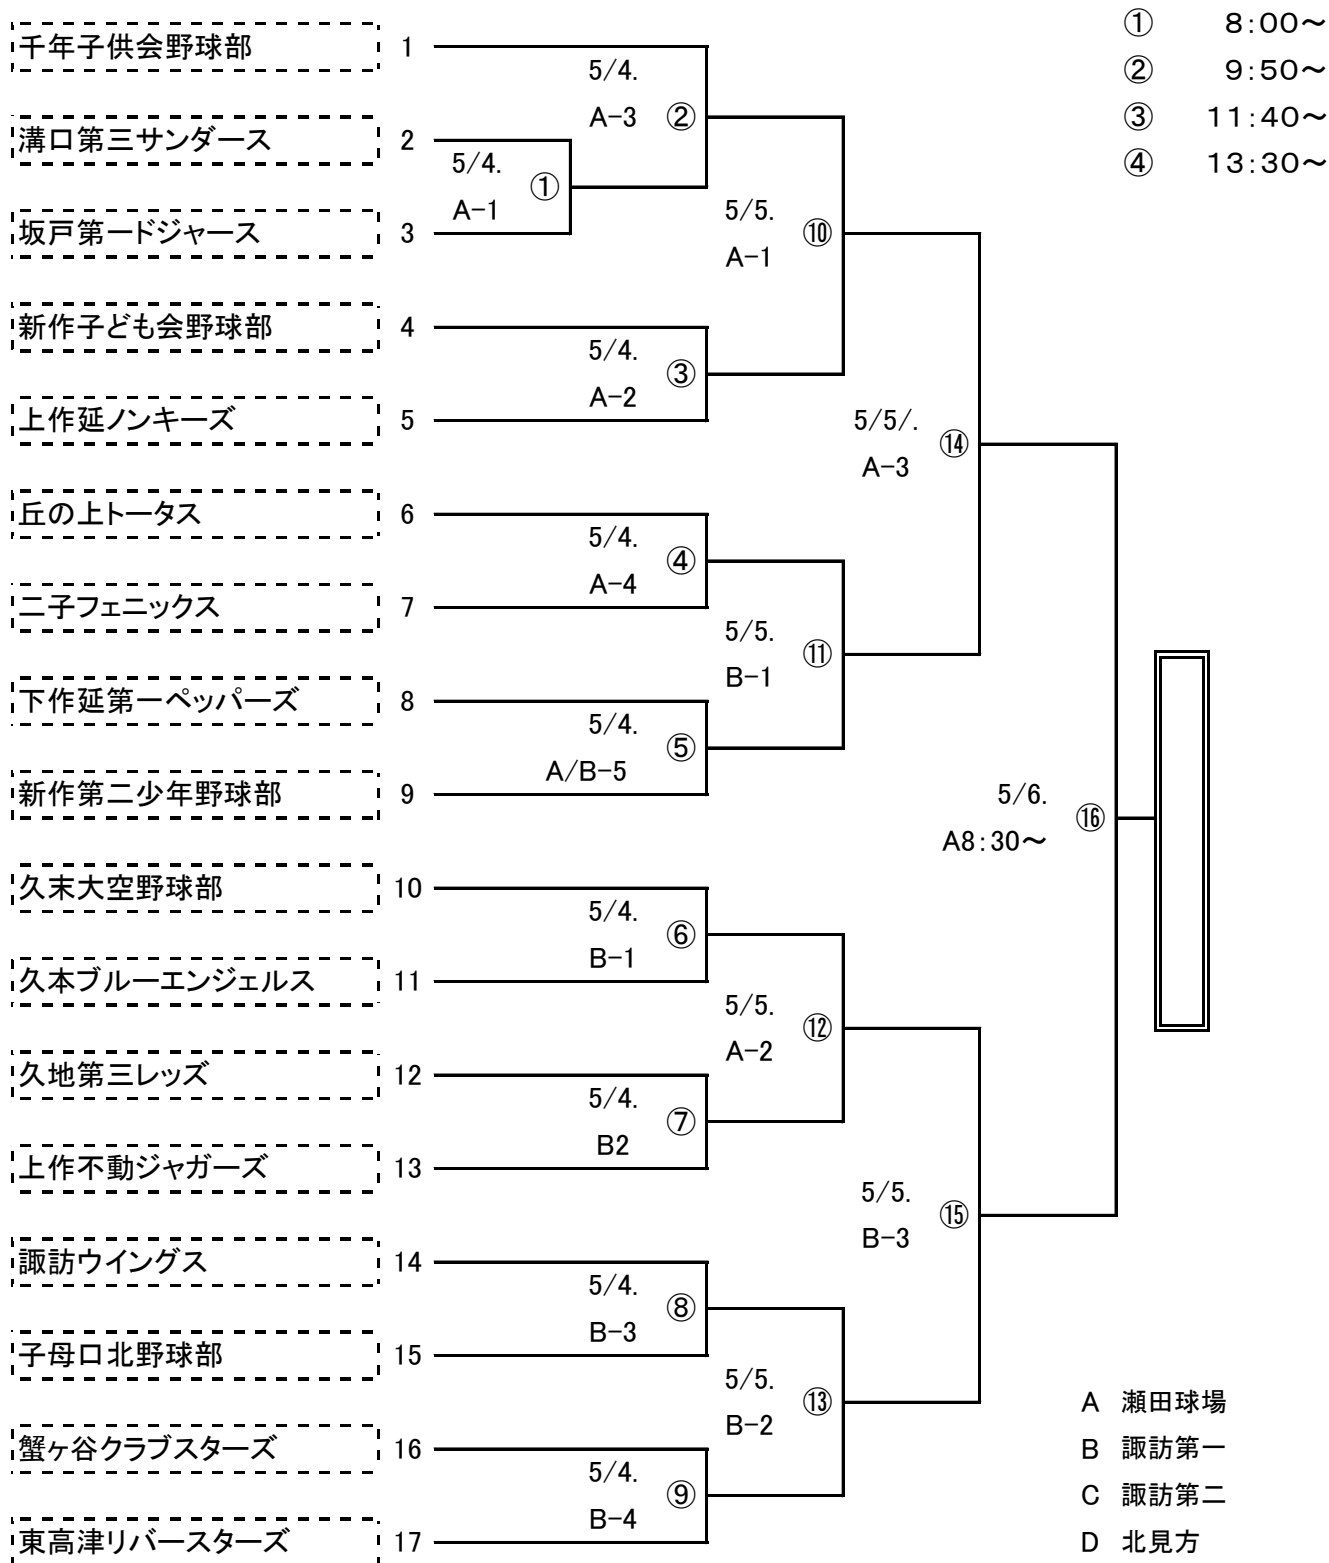 ① 8:00～
千年子供会野球部 1
5/4.
② 9:50～
A-3 ②
③ 11:40～
溝口第三サンダース 2
5/4.
④ 13:30～
①
A-1
5/5.
坂戸第一ドジャース 3
⑩
A-1
新作子ども会野球部 4
5/4.
③
A-2
上作延ノンキーズ 5
5/5/.
⑭
A-3
丘の上トータス 6
5/4.
④
A-4
二子フェニックス 7
5/5.
⑪
B-1
下作延第一ペッパーズ 8
5/4.
⑤
A/B-5
新作第二少年野球部 9
5/6.
⑯
A8:30～
久末大空野球部 10
5/4.
⑥
B-1
久本ブルーエンジェルス 11
5/5.
⑫
A-2
久地第三レッズ 12
5/4.
⑦
B2
上作不動ジャガーズ 13
5/5.
⑮
B-3
諏訪ウイングス 14
5/4.
⑧
B-3
子母口北野球部 15
5/5.
⑬
B-2
A 瀬田球場
蟹ヶ谷クラブスターズ 16
B 諏訪第一
5/4.
⑨
C 諏訪第二
B-4
東高津リバースターズ 17
D 北見方